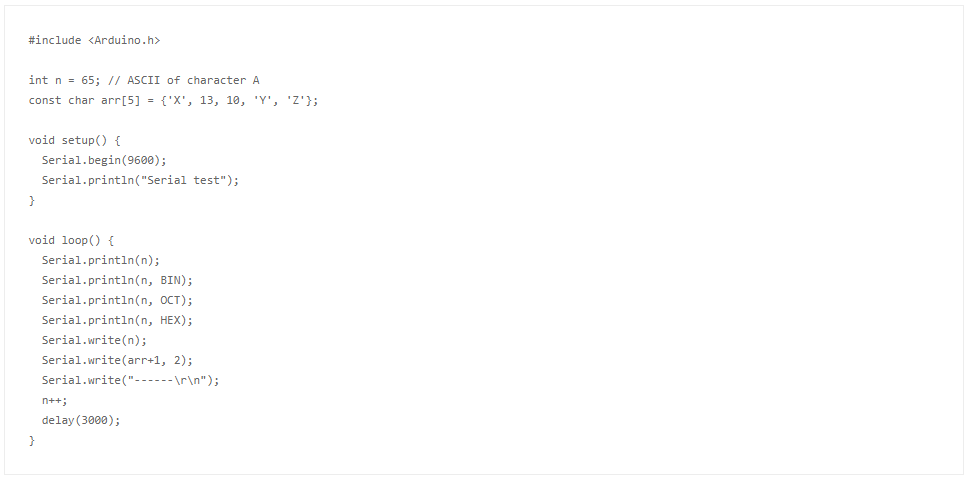 #include <Arduino.h>
int n = 65; // ASCII of character A
const char arr[5] = {'X', 13, 10, 'Y', 'Z'};
void setup() {
  Serial.begin(9600);
  Serial.println("Serial test");
}
void loop() {
  Serial.println(n);
  Serial.println(n, BIN);
  Serial.println(n, OCT);
  Serial.println(n, HEX);
  Serial.write(n);
  Serial.write(arr+1, 2);
  Serial.write("------\r\n");
  n++;
  delay(3000);
}